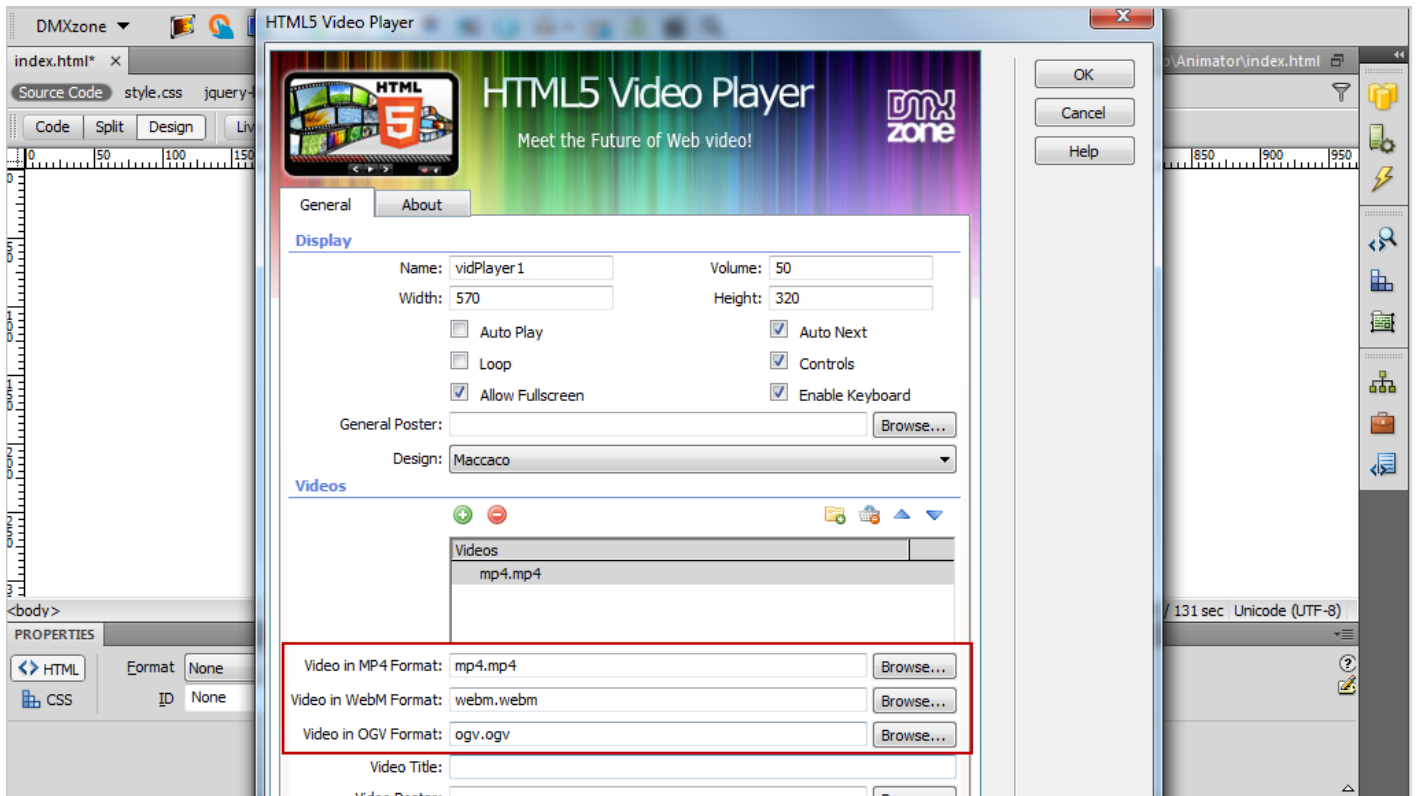 DMXzone
HTML5 Video Player
index.html*
\Animator\index.html
Source Code style.css
Code Split Design
0 50 100 150
850 900 950
HTML
5
HTML5 Video Player
Meet the Future of Web video!
DMX
zone
OK
Cancel
Help
General About
Display
Name: vidPlayer1 Volume: 50
Width: 570 Height: 320
Auto Play Auto Next
Loop Controls
Allow Fullscreen Enable Keyboard
General Poster: Browse...
Design: Maccaco
Videos
Videos
mp4.mp4
<body>
/ 131 sec Unicode (UTF-8)
PROPERTIES
HTML Format None
CSS ID None
Video in MP4 Format: mp4.mp4 Browse...
Video in WebM Format: webm.webm Browse...
Video in OGV Format: ogv.ogv Browse...
Video Title: